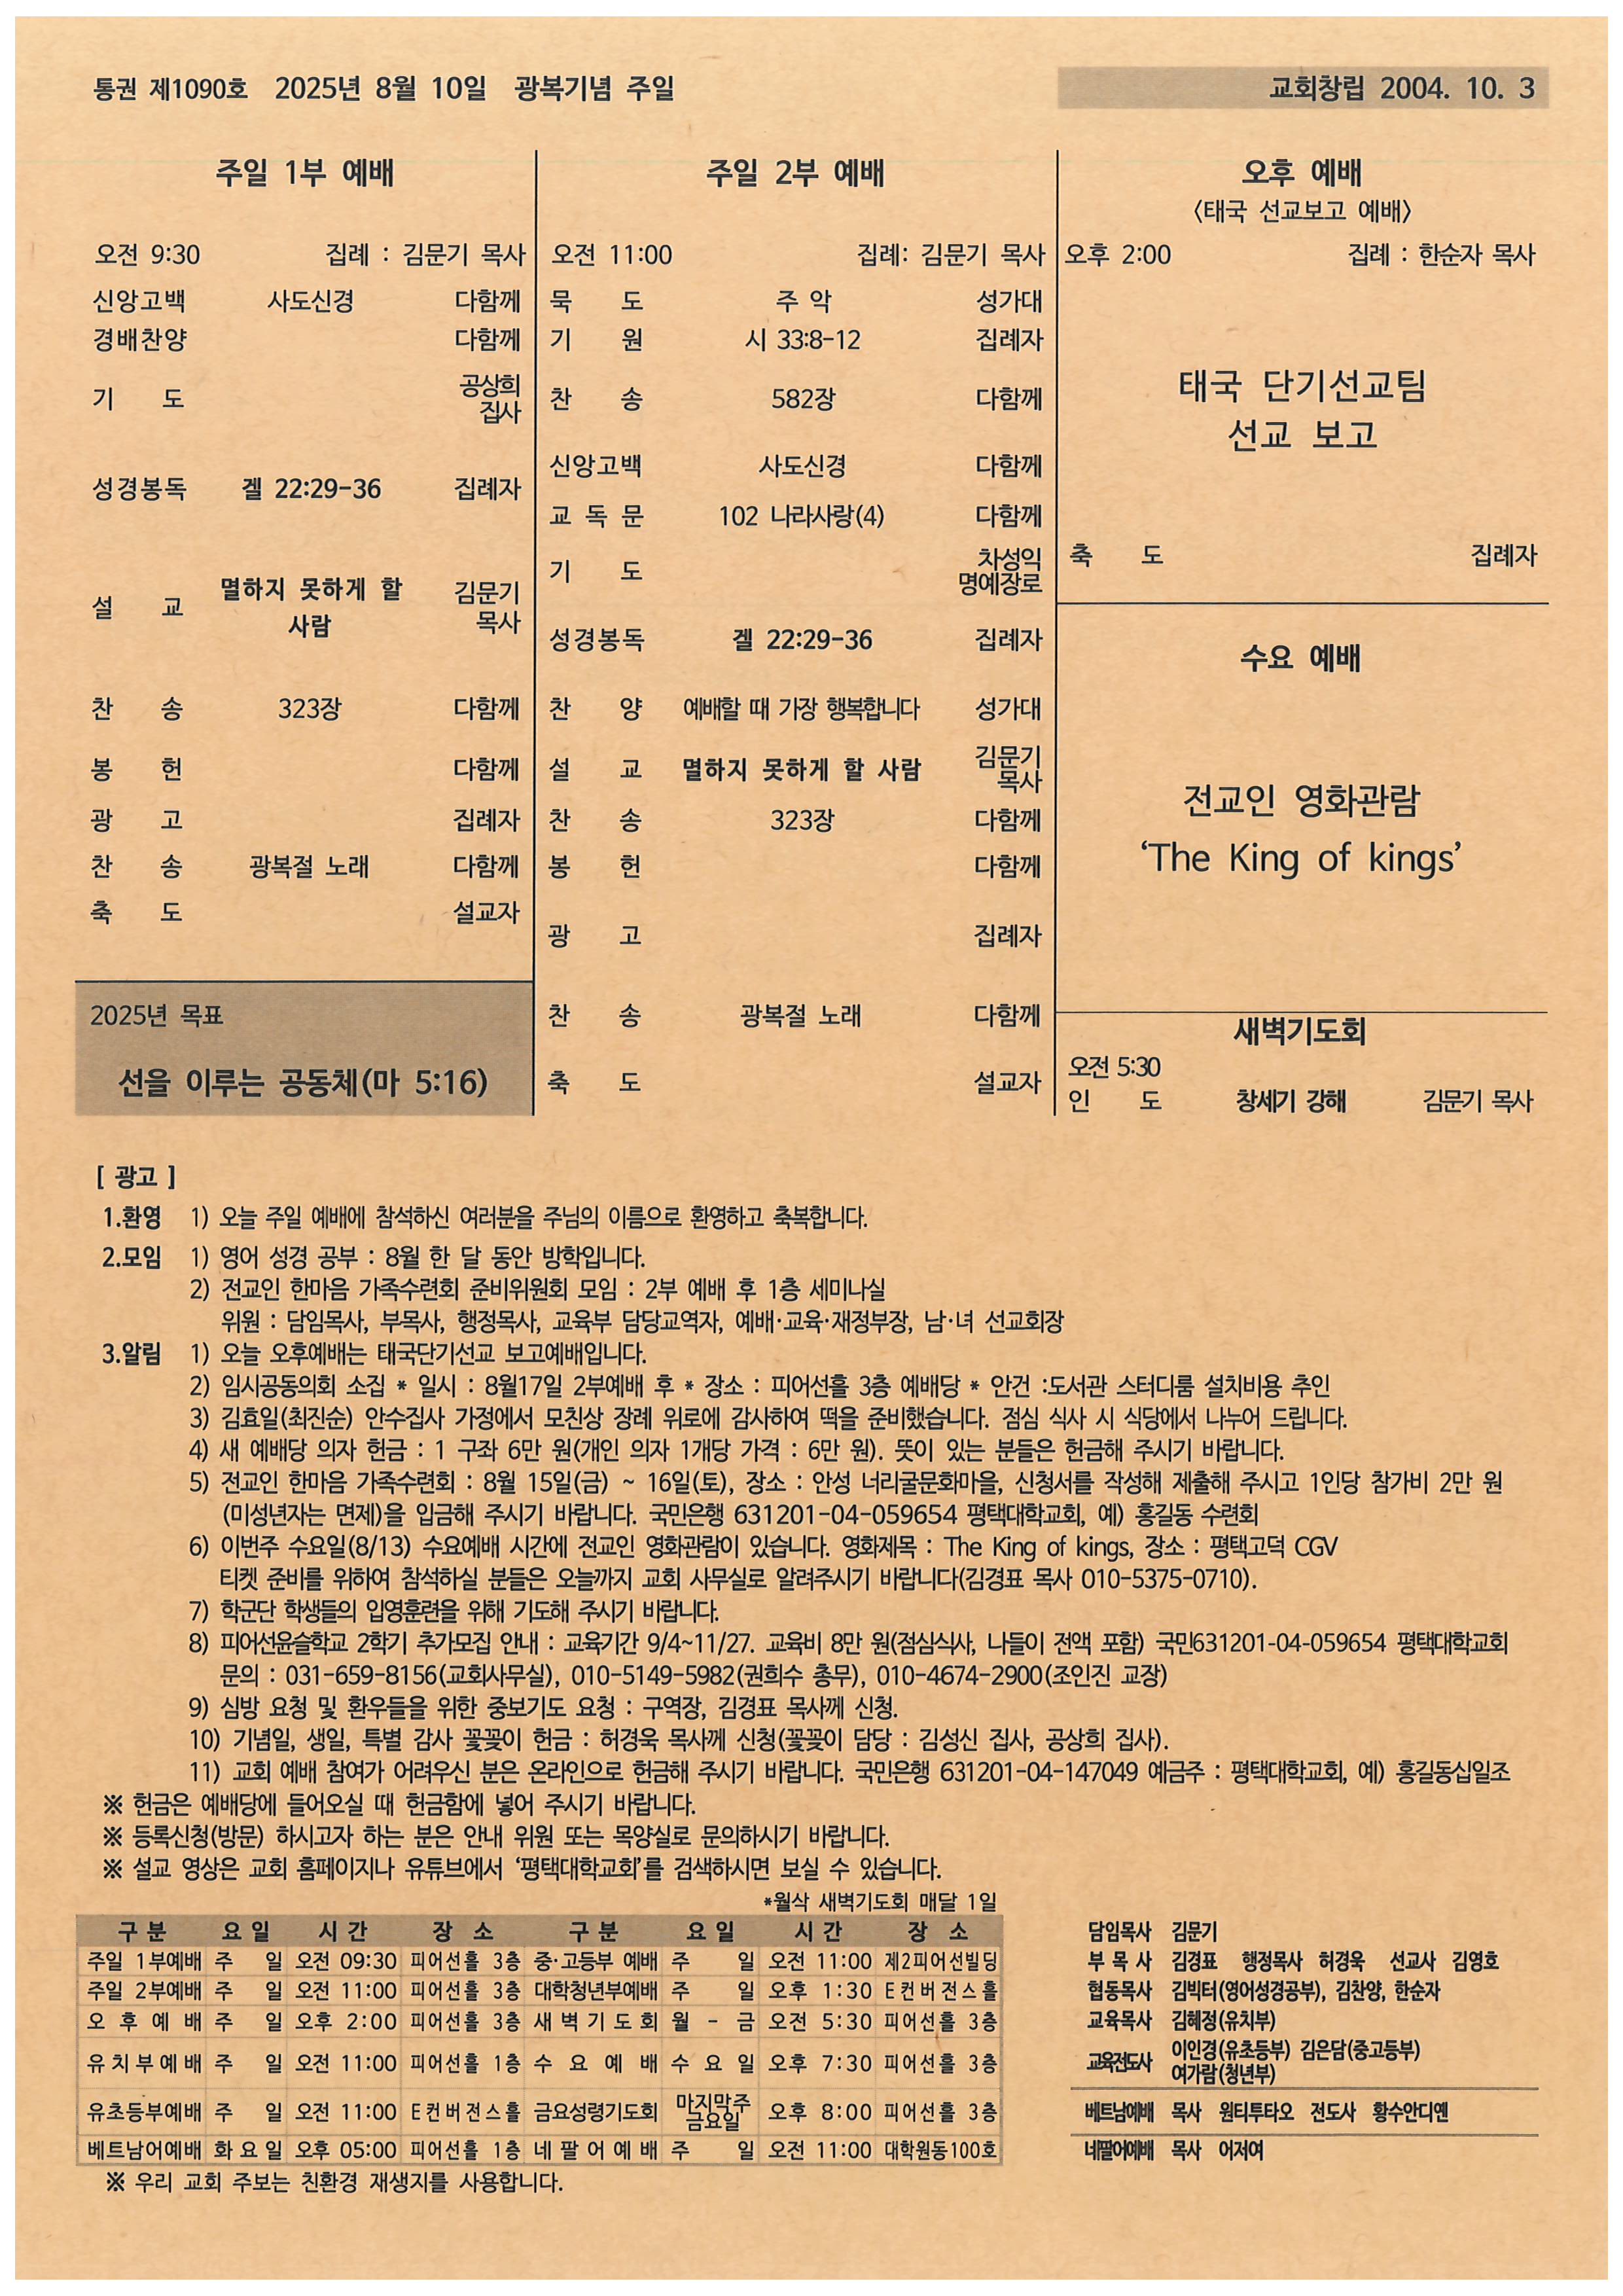 통권 제1090호 2025년 8월 10일 광복기념 주일
교회창립 2004. 10. 3
주일 1부 예배
오전 9:30 집례 : 김문기 목사
신앙고백 사도신경 다함께
경배찬양 다함께
기 도 공상희
집사
성경봉독 겔 22:29-36 집례자
설 교 멸하지 못하게 할 김문기
사람 목사
찬 송 323장 다함께
봉 헌 다함께
광 고 집례자
찬 송 광복절 노래 다함께
축 도 설교자
2025년 목표
선을 이루는 공동체(마 5:16)
주일 2부 예배
오전 11:00 집례: 김문기 목사
묵 도 주 악 성가대
기 원 시 33:8-12 집례자
찬 송 582장 다함께
신앙고백 사도신경 다함께
교 독 문 102 나라사랑(4) 다함께
기 도 차성익
명예장로
성경봉독 겔 22:29-36 집례자
찬 양 예배할 때 가장 행복합니다 성가대
설 교 멸하지 못하게 할 사람 김문기
목사
찬 송 323장 다함께
봉 헌 다함께
광 고 집례자
찬 송 광복절 노래 다함께
축 도 설교자
오후 예배
〈태국 선교보고 예배〉
오후 2:00 집례 : 한순자 목사
태국 단기선교팀
선교 보고
축 도 집례자
수요 예배
전교인 영화관람
‘The King of kings’
새벽기도회
오전 5:30
인 도 창세기 강해 김문기 목사
[ 광고 ]
1.환영 1) 오늘 주일 예배에 참석하신 여러분을 주님의 이름으로 환영하고 축복합니다.
2.모임 1) 영어 성경 공부 : 8월 한 달 동안 방학입니다.
2) 전교인 한마음 가족수련회 준비위원회 모임 : 2부 예배 후 1층 세미나실
위원 : 담임목사, 부목사, 행정목사, 교육부 담당교역자, 예배·교육·재정부장, 남·녀 선교회장
3.알림 1) 오늘 오후예배는 태국단기선교 보고예배입니다.
2) 임시공동의회 소집 * 일시 : 8월17일 2부예배 후 * 장소 : 피어선홀 3층 예배당 * 안건 :도서관 스터디룸 설치비용 추인
3) 김효일(최진순) 안수집사 가정에서 모친상 장례 위로에 감사하여 떡을 준비했습니다. 점심 식사 시 식당에서 나누어 드립니다.
4) 새 예배당 의자 헌금 : 1 구좌 6만 원(개인 의자 1개당 가격 : 6만 원). 뜻이 있는 분들은 헌금해 주시기 바랍니다.
5) 전교인 한마음 가족수련회 : 8월 15일(금) ~ 16일(토), 장소 : 안성 너리굴문화마을, 신청서를 작성해 제출해 주시고 1인당 참가비 2만 원
(미성년자는 면제)을 입금해 주시기 바랍니다. 국민은행 631201-04-059654 평택대학교회, 예) 홍길동 수련회
6) 이번주 수요일(8/13) 수요예배 시간에 전교인 영화관람이 있습니다. 영화제목 : The King of kings, 장소 : 평택고덕 CGV
티켓 준비를 위하여 참석하실 분들은 오늘까지 교회 사무실로 알려주시기 바랍니다(김경표 목사 010-5375-0710).
7) 학군단 학생들의 입영훈련을 위해 기도해 주시기 바랍니다.
8) 피어선윤슬학교 2학기 추가모집 안내 : 교육기간 9/4~11/27. 교육비 8만 원(점심식사, 나들이 전액 포함) 국민631201-04-059654 평택대학교회
문의 : 031-659-8156(교회사무실), 010-5149-5982(권희수 총무), 010-4674-2900(조인진 교장)
9) 심방 요청 및 환우들을 위한 중보기도 요청 : 구역장, 김경표 목사께 신청.
10) 기념일, 생일, 특별 감사 꽃꽂이 헌금 : 허경욱 목사께 신청(꽃꽂이 담당 : 김성신 집사, 공상희 집사).
11) 교회 예배 참여가 어려우신 분은 온라인으로 헌금해 주시기 바랍니다. 국민은행 631201-04-147049 예금주 : 평택대학교회, 예) 홍길동십일조
※ 헌금은 예배당에 들어오실 때 헌금함에 넣어 주시기 바랍니다.
※ 등록신청(방문) 하시고자 하는 분은 안내 위원 또는 목양실로 문의하시기 바랍니다.
※ 설교 영상은 교회 홈페이지나 유튜브에서 ‘평택대학교회’를 검색하시면 보실 수 있습니다.
*월삭 새벽기도회 매달 1일
구 분 요 일 시 간 장 소 구 분 요 일 시 간 장 소
주일 1부예배 주 일 오전 09:30 피어선홀 3층 중·고등부 예배 주 일 오전 11:00 제2피어선빌딩
주일 2부예배 주 일 오전 11:00 피어선홀 3층 대학청년부예배 주 일 오후 1:30 E컨버전스홀
오 후 예 배 주 일 오후 2:00 피어선홀 3층 새 벽 기 도 회 월 - 금 오전 5:30 피어선홀 3층
유치부예배 주 일 오전 11:00 피어선홀 1층 수 요 예 배 수 요 일 오후 7:30 피어선홀 3층
유초등부예배 주 일 오전 11:00 E컨버전스홀 금요성령기도회 마지막주 금요일 오후 8:00 피어선홀 3층
베트남어예배 화 요 일 오후 05:00 피어선홀 1층 네 팔 어 예 배 주 일 오전 11:00 대학원동100호
※ 우리 교회 주보는 친환경 재생지를 사용합니다.
담임목사 김문기
부 목 사 김경표 행정목사 허경욱 선교사 김영호
협동목사 김빅터(영어성경공부), 김찬양, 한순자
교육목사 김혜정(유치부)
교육전도사 이인경(유초등부) 김은담(중고등부)
여가람(청년부)
베트남예배 목사 원티투타오 전도사 황수안디옌
네팔어예배 목사 어저여